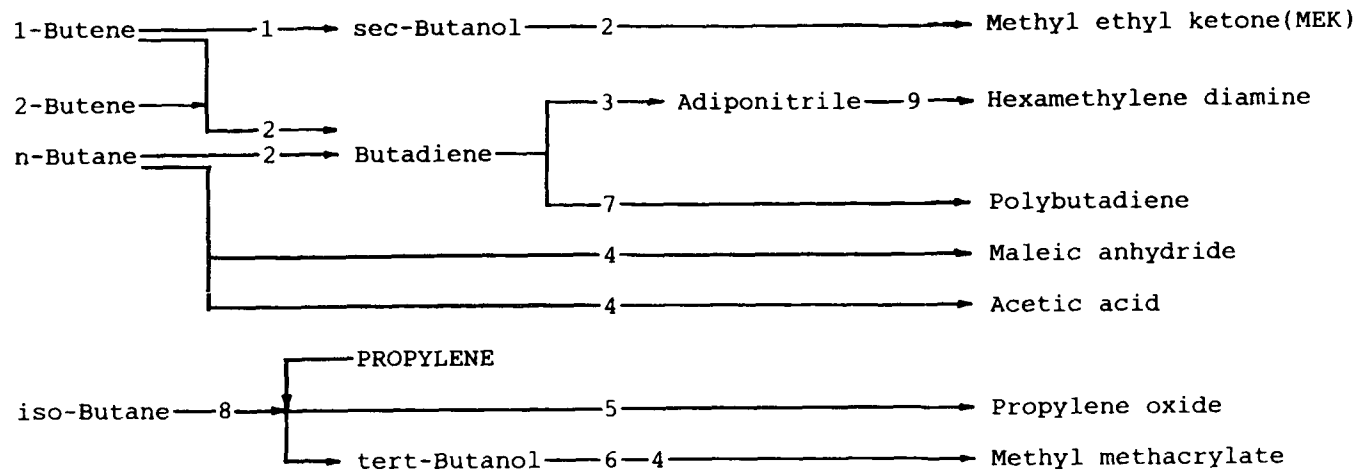 1-Butene 1 sec-Butanol 2 Methyl ethyl ketone(MEK)
2-Butene 3 Adiponitrile 9 Hexamethylene diamine
2
n-Butane 2 Butadiene
7 Polybutadiene
4 Maleic anhydride
4 Acetic acid
PROPYLENE
iso-Butane 8 5 Propylene oxide
tert-Butanol 6 4 Methyl methacrylate